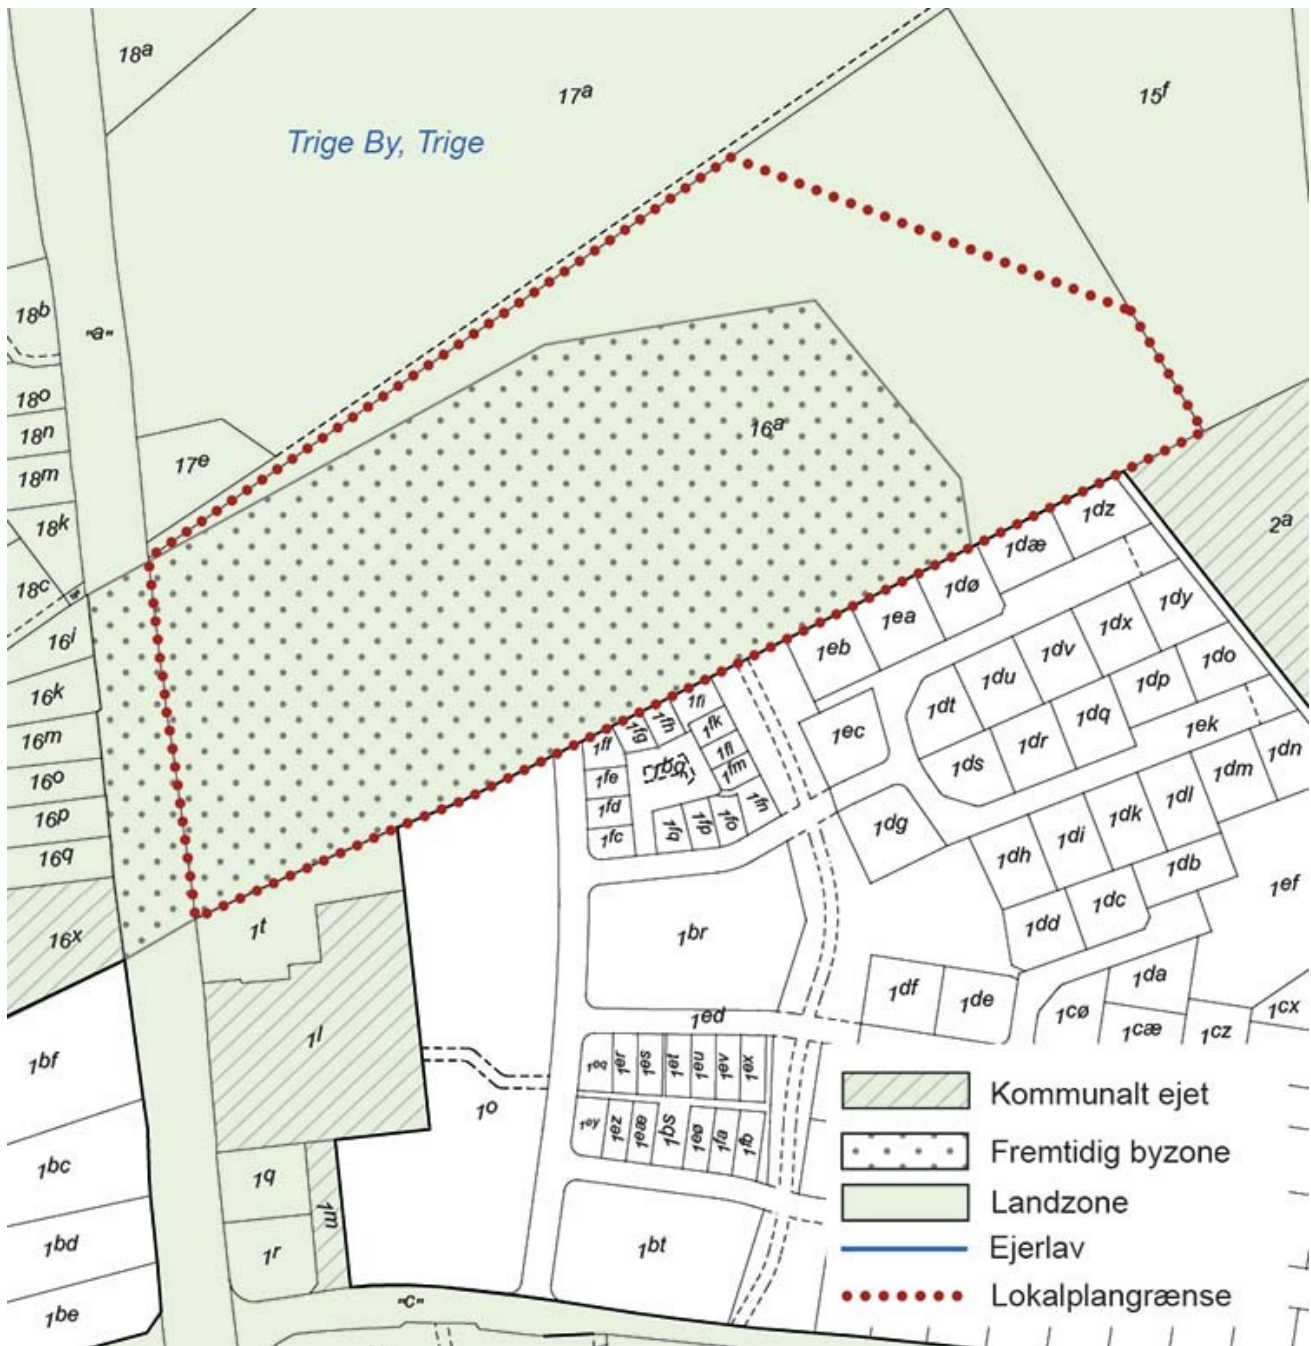 18a
17a
15f
Trige By, Trige
18b
"a"
18o
18n
17e
16a
18m
18k
1dz
2a
1dæ
18c
1dø
1dy
16i
1ea
1dx
1eb
1dv
1do
16k
1du
1dp
1fi
1dt
1dq
16m
1fh
1fk
1fg
1ec
1ek
1ff
1dr
1fl
1dn
16o
1fe
1fm
1ds
1dm
1fd
1fn
1dl
16p
1fo
1dk
1fc
1fq
1fp
1dg
1di
16q
1dh
1db
1ef
1dc
1dd
16x
1t
1br
1da
1df
1de
1cø
1cx
1ed
1cæ
1cz
1l
1bf
1eq
1er
1es
1et
1eu
1ev
1ex
Kommunalt ejet
1o
1ey
1ez
1eæ
1bs
1eø
1fa
1fb
Fremtidig byzone
1bc
1q
Landzone
1m
1bd
1r
1bt
Ejerlav
"c"
Lokalplangrænse
1be